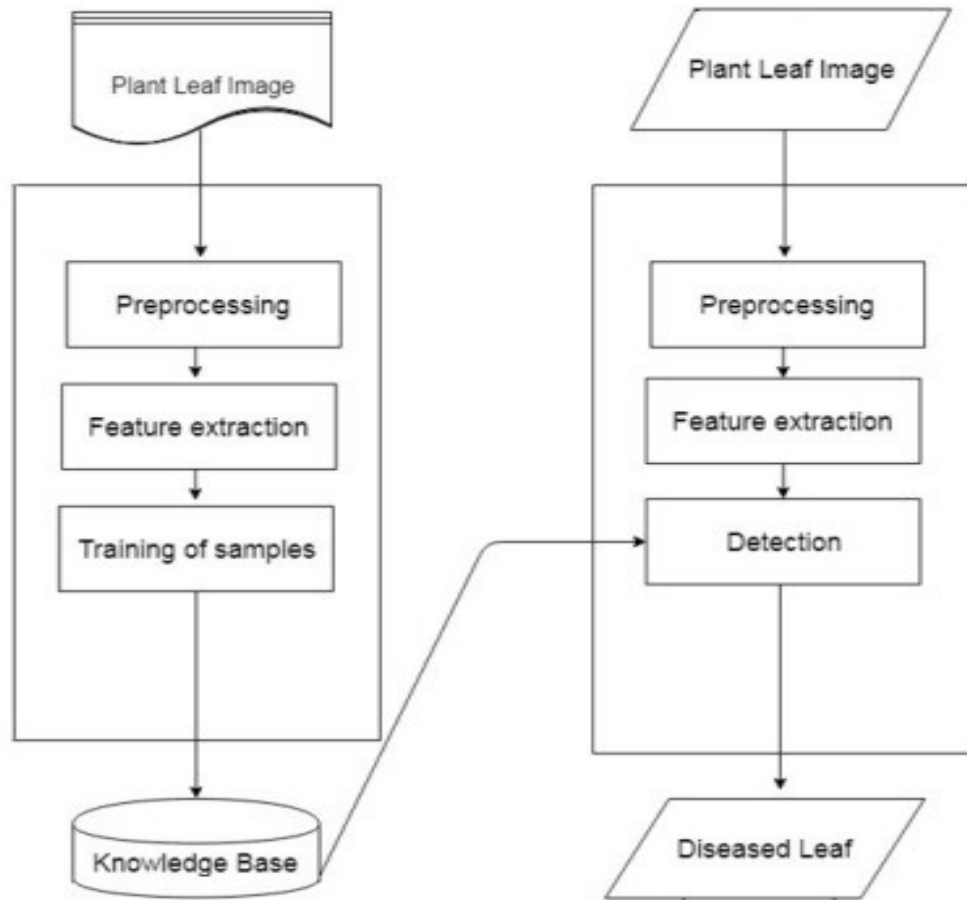 Plant Leaf Image
Preprocessing
Feature extraction
Training of samples
Knowledge Base
Plant Leaf Image
Preprocessing
Feature extraction
Detection
Diseased Leaf